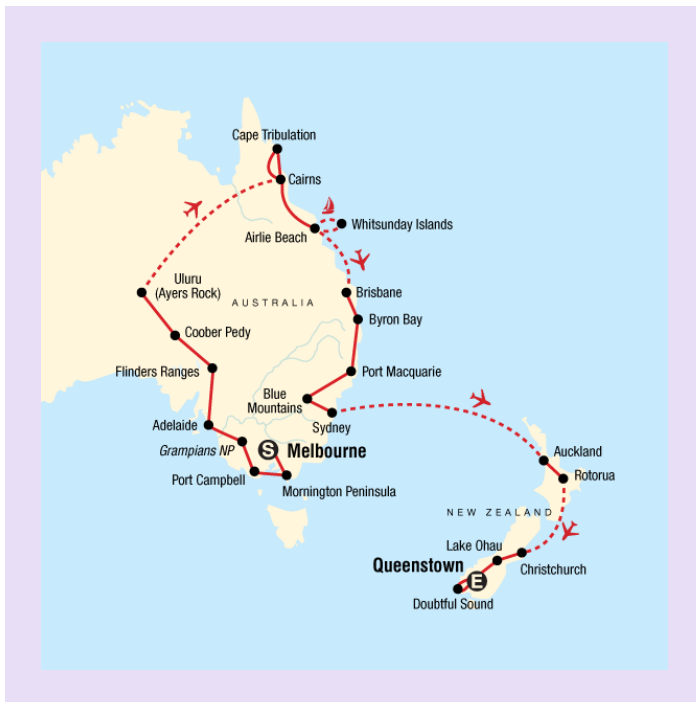 Cape Tribulation
Cairns
Whitsunday Islands
Airlie Beach
Uluru
(Ayers Rock)
AUSTRALIA
Brisbane
Byron Bay
Coober Pedy
Flinders Ranges
Port Macquarie
Blue
Mountains
Sydney
Adelaide
Grampians NP
S Melbourne
Port Campbell
Mornington Peninsula
Auckland
Rotorua
NEW ZEALAND
Lake Ohau
Christchurch
Queenstown
E
Doubtful Sound